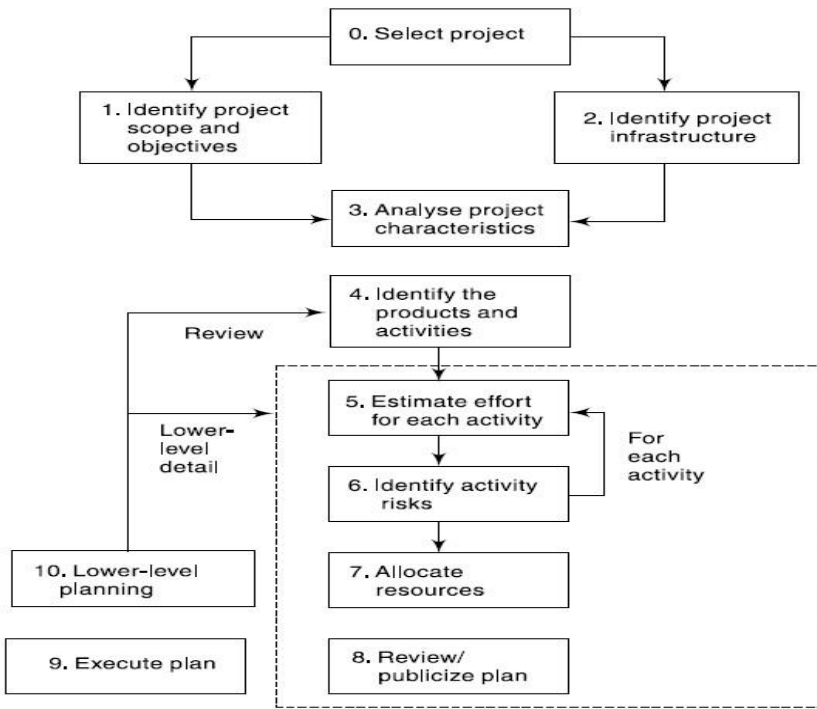 0. Select project
1. Identify project
scope and
objectives
2. Identify project
infrastructure
3. Analyse project
characteristics
4. Identify the
products and
activities
Review
5. Estimate effort
for each activity
Lower-
level
detail
For
each
activity
6. Identify activity
risks
10. Lower-level
planning
7. Allocate
resources
9. Execute plan
8. Review/
publicize plan